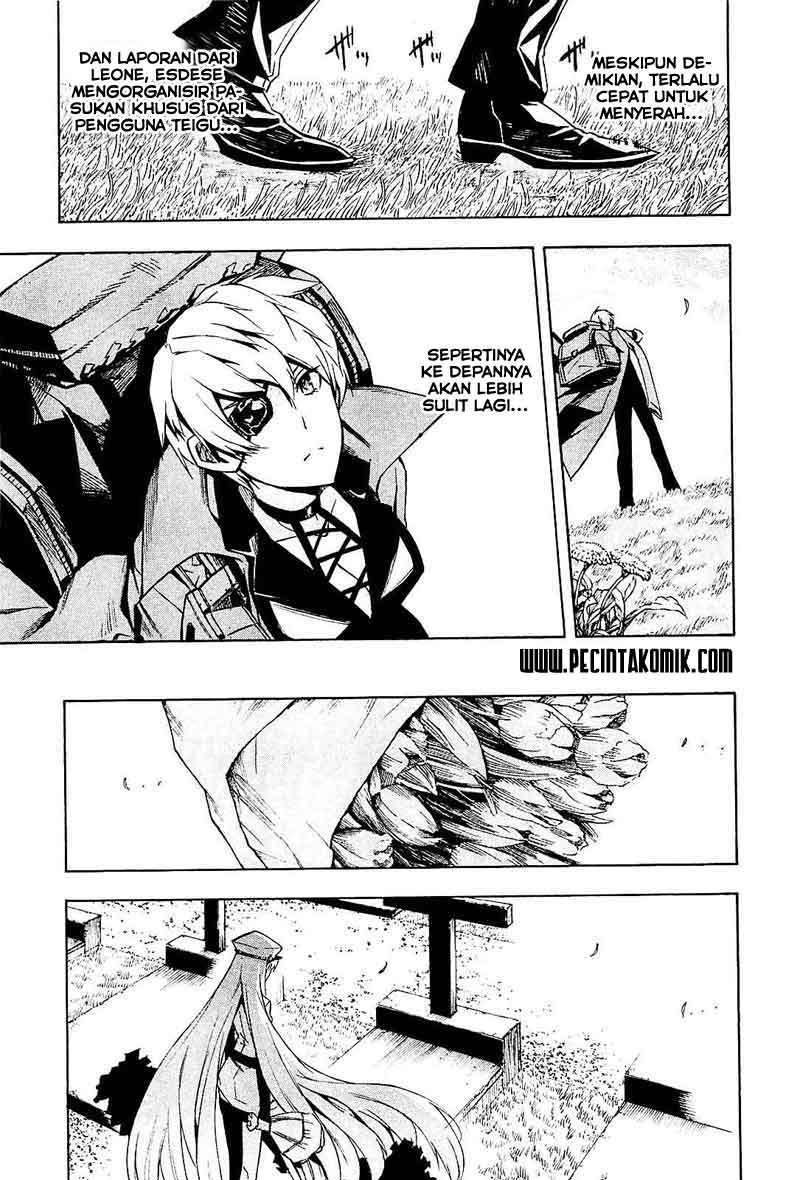 MESKIPUN DE-
MIKIAN, TERLALU
CEPAT UNTUK
MENYERAH...
DAN LAPORAN DARI
LEONE, ESDESE
MENGORGANISIR PA-
SUKAN KHUSUS DARI
PENGGUNA TEIGU...
SEPERTINYA
KE DEPANNYA
AKAN LEBIH
SULIT LAGI...
WWW.PECINTAKOMIK.COM